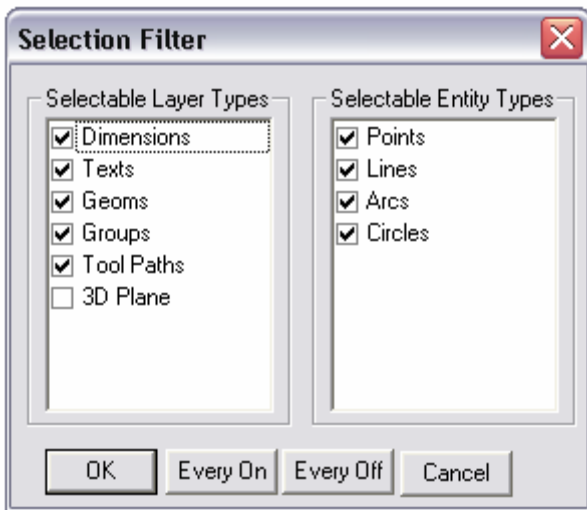 Selection Filter
Selectable Layer Types
Dimensions
Texts
Geoms
Groups
Tool Paths
3D Plane
Selectable Entity Types
Points
Lines
Arcs
Circles
OK
Every On
Every Off
Cancel